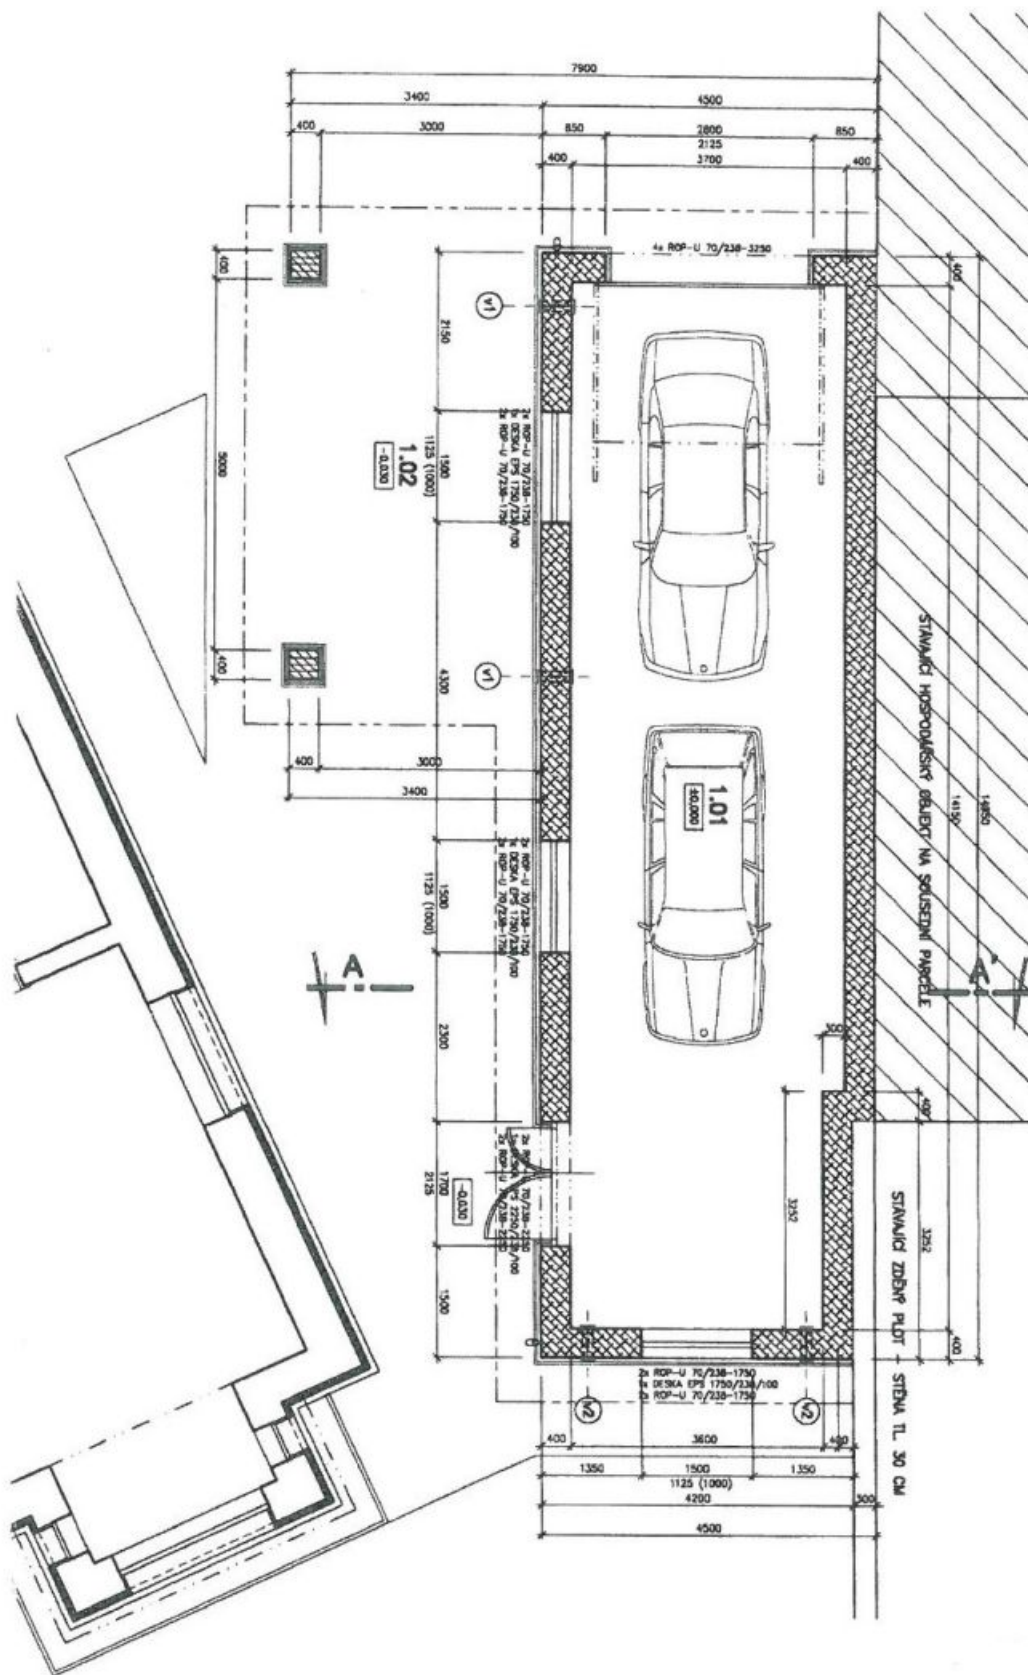 7900
3400
4500
400
3000
850
2800
850
2125
400
3700
400
4x ROP-U 70/238-3250
400
400
v1
2150
2x ROP-U 70/238-1750
1x DESKA EPS 1750/238/100
2x ROP-U 70/238-1750
1500
1125 (1000)
1.02
-0,030
5000
400
v1
4300
400
3000
3400
1.01
±0,000
STÁVAJÍCÍ HOSPODÁŘSKÝ OBJEKT NA SOUSEDNÍ PARCELE
14150
14950
2x ROP-U 70/238-1750
1x DESKA EPS 1750/238/100
2x ROP-U 70/238-1750
1500
1125 (1000)
A
A'
2300
300
400
3252
3252
STÁVAJÍCÍ ZDĚNÝ PLOT - STĚNA TL. 30 CM
1700
2125
-0,030
1500
400
2x ROP-U 70/238-1750
1x DESKA EPS 1750/238/100
2x ROP-U 70/238-1750
v2
v2
400
3600
400
1350
1500
1350
1125 (1000)
4200
300
4500